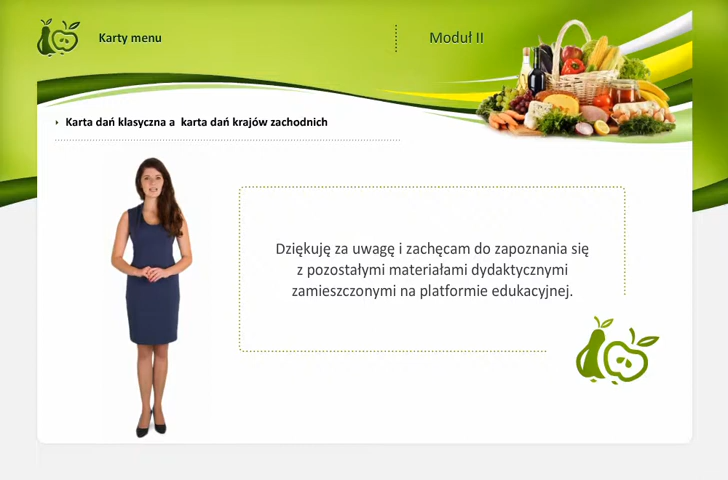 Karty menu
Moduł II
Karta dań klasyczna a karta dań krajów zachodnich
Dziękuję za uwagę i zachęcam do zapoznania się
z pozostałymi materiałami dydaktycznymi
zamieszczonymi na platformie edukacyjnej.